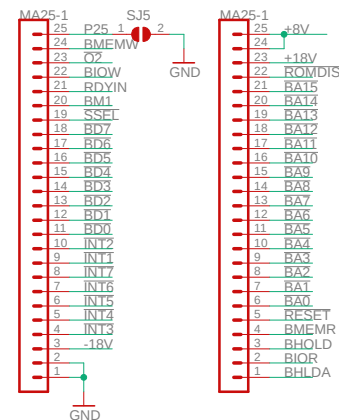 MA25-1
SJ5
25 P25 1 2
24 BMEMW
23 O2
GND
22 BIOW
21 RDYIN
20 BM1
19 SSEL
18 BD7
17 BD6
16 BD5
15 BD4
14 BD3
13 BD2
12 BD1
11 BD0
10 INT2
9 INT1
8 INT7
7 INT6
6 INT5
5 INT4
4 INT3
3 -18V
2
1
GND
MA25-1
25 +8V
24
23 +18V
22 ROMDIS
21 BA15
20 BA14
19 BA13
18 BA12
17 BA11
16 BA10
15 BA9
14 BA8
13 BA7
12 BA6
11 BA5
10 BA4
9 BA3
8 BA2
7 BA1
6 BA0
5 RESET
4 BMEMR
3 BHOLD
2 BIOR
1 BHLDA